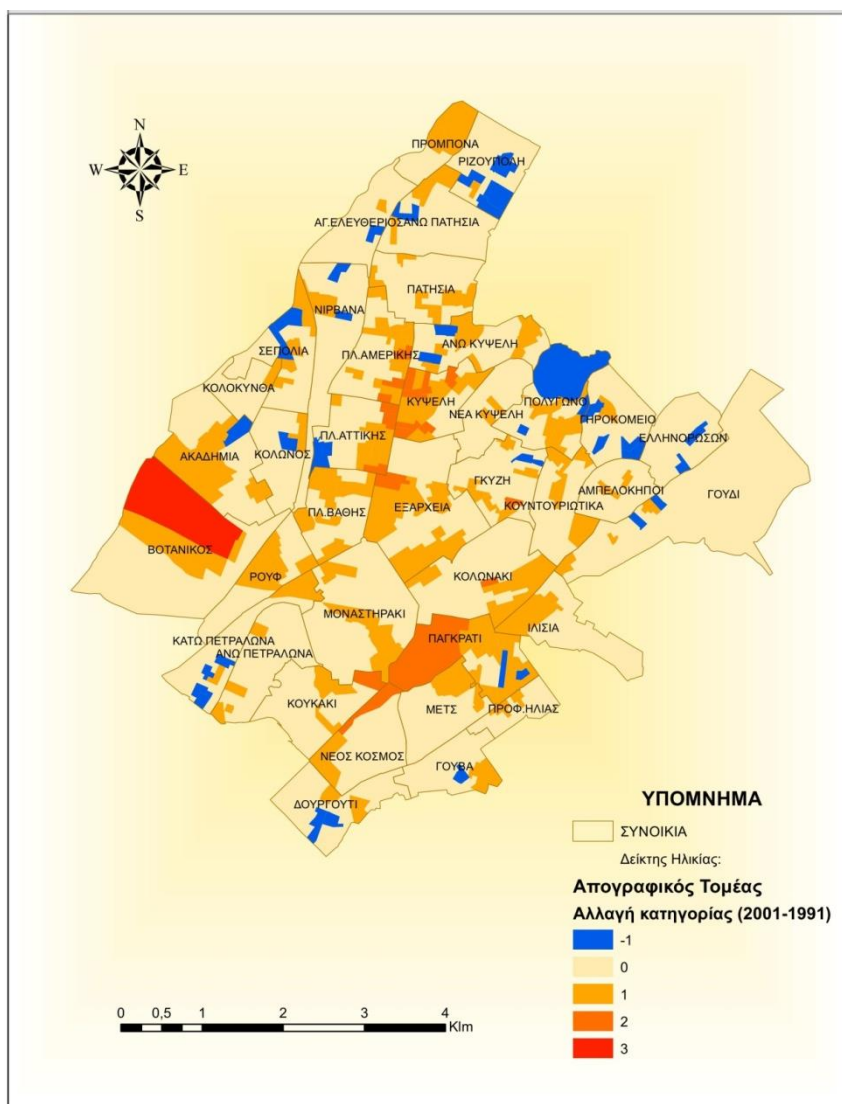 N
W E
S
ΠΡΟΜΠΟΝΑ
ΡΙΖΟΥΠΟΛΗ
ΑΓ.ΕΛΕΥΘΕΡΙΟΣ
ΑΝΩ ΠΑΤΗΣΙΑ
ΠΑΤΗΣΙΑ
ΝΙΡΒΑΝΑ
ΣΕΠΟΛΙΑ
ΠΛ.ΑΜΕΡΙΚΗΣ
ΑΝΩ ΚΥΨΕΛΗ
ΚΟΛΟΚΥΝΘΑ
ΚΥΨΕΛΗ
ΝΕΑ ΚΥΨΕΛΗ
ΠΟΛΥΓΩΝΟ
ΓΗΡΟΚΟΜΕΙΟ
ΕΛΛΗΝΟΡΩΣΩΝ
ΑΚΑΔΗΜΙΑ
ΚΟΛΩΝΟΣ
ΠΛ.ΑΤΤΙΚΗΣ
ΓΚΥΖΗ
ΑΜΠΕΛΟΚΗΠΟΙ
ΓΟΥΔΙ
ΠΛ.ΒΑΘΗΣ
ΕΞΑΡΧΕΙΑ
ΚΟΥΝΤΟΥΡΙΩΤΙΚΑ
ΒΟΤΑΝΙΚΟΣ
ΡΟΥΦ
ΚΟΛΩΝΑΚΙ
ΜΟΝΑΣΤΗΡΑΚΙ
ΙΛΙΣΙΑ
ΚΑΤΩ ΠΕΤΡΑΛΩΝΑ
ΑΝΩ ΠΕΤΡΑΛΩΝΑ
ΠΑΓΚΡΑΤΙ
ΚΟΥΚΑΚΙ
ΜΕΤΣ
ΠΡΟΦ.ΗΛΙΑΣ
ΝΕΟΣ ΚΟΣΜΟΣ
ΓΟΥΒΑ
ΔΟΥΡΓΟΥΤΙ
ΥΠΟΜΝΗΜΑ
ΣΥΝΟΙΚΙΑ
Δείκτης Ηλικίας:
Απογραφικός Τομέας
Αλλαγή κατηγορίας (2001-1991)
-1
0
1
2
3
0 0,5 1 2 3 4
Klm